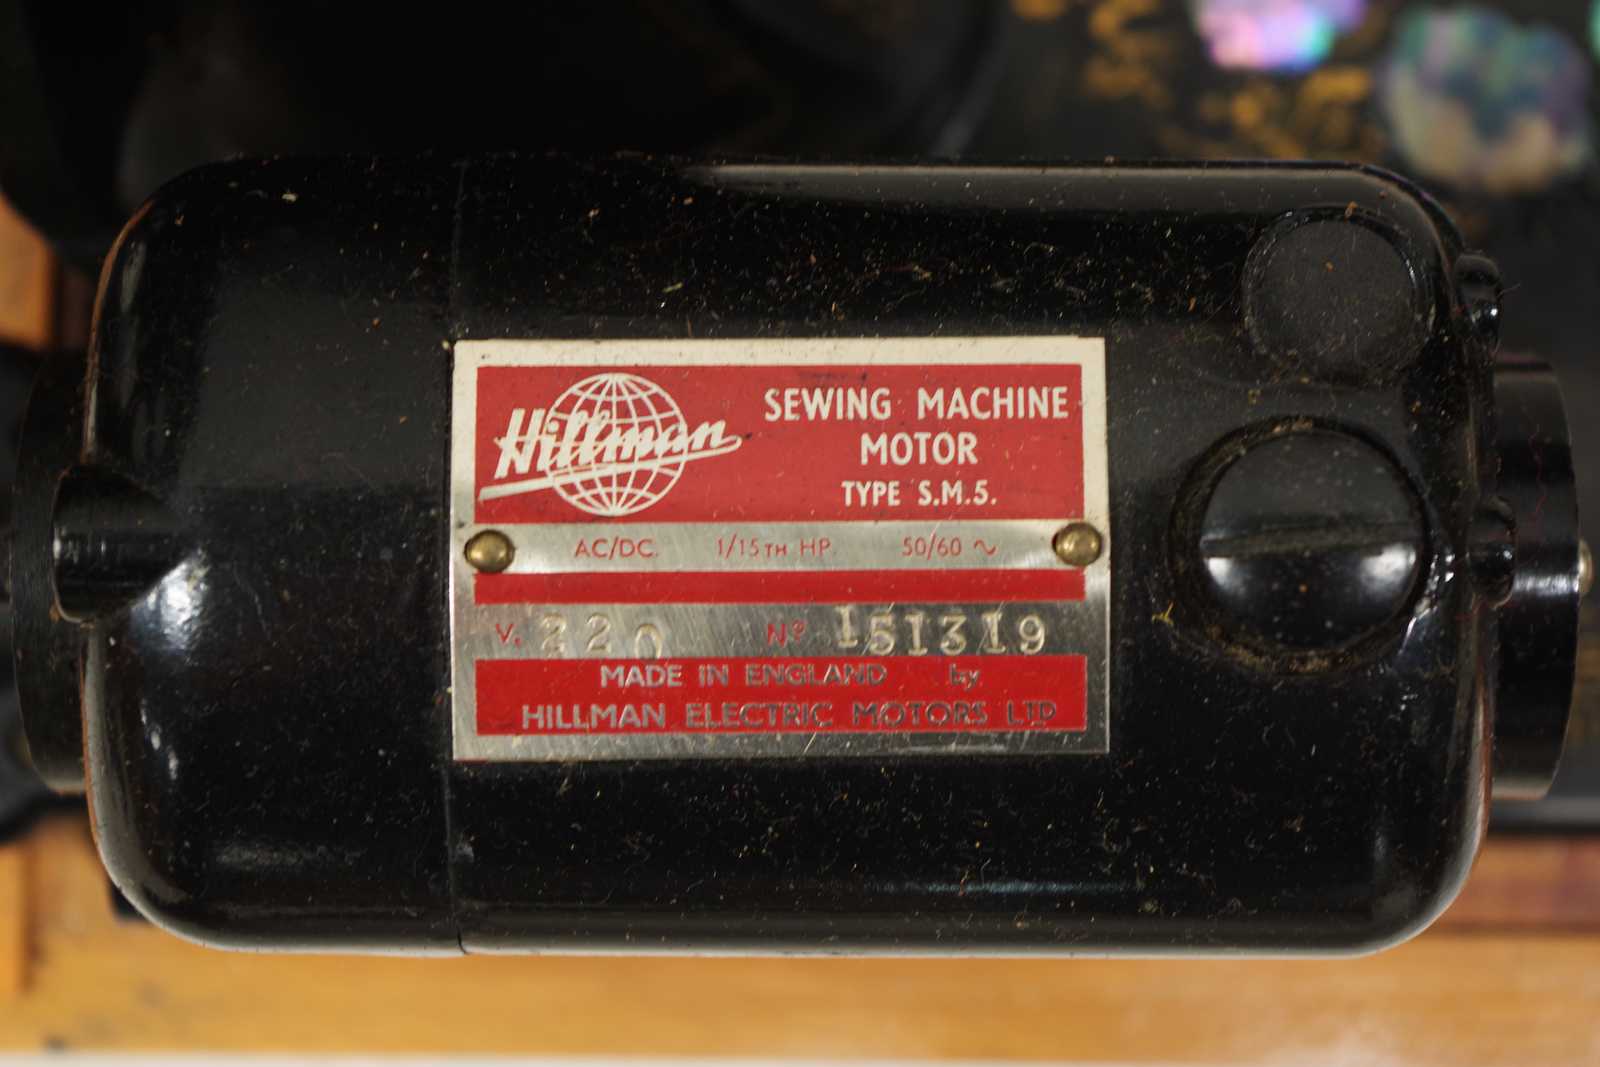 Hillman
SEWING MACHINE
MOTOR
TYPE S.M.5.
AC/DC. 1/15TH HP. 50/60 ~
V. 220 Nº 151319
MADE IN ENGLAND by
HILLMAN ELECTRIC MOTORS LTD